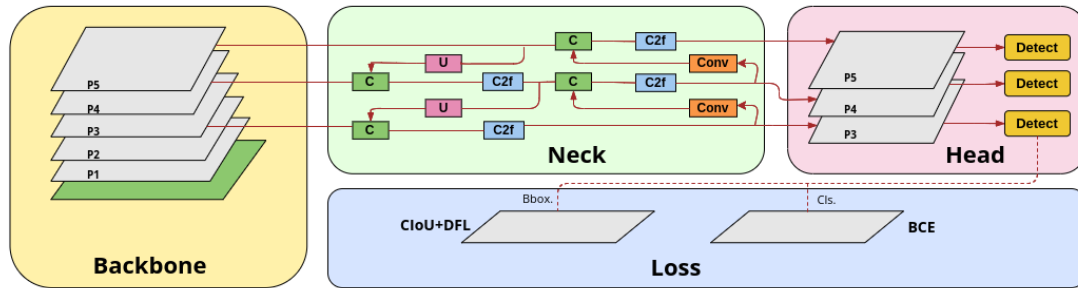 P5
P4
P3
P2
P1
Backbone
C
C2f
U
Conv
C
C2f
C
C2f
U
Conv
C
C2f
Neck
P5
P4
P3
Detect
Detect
Detect
Head
Bbox.
Cls.
CIoU+DFL
BCE
Loss